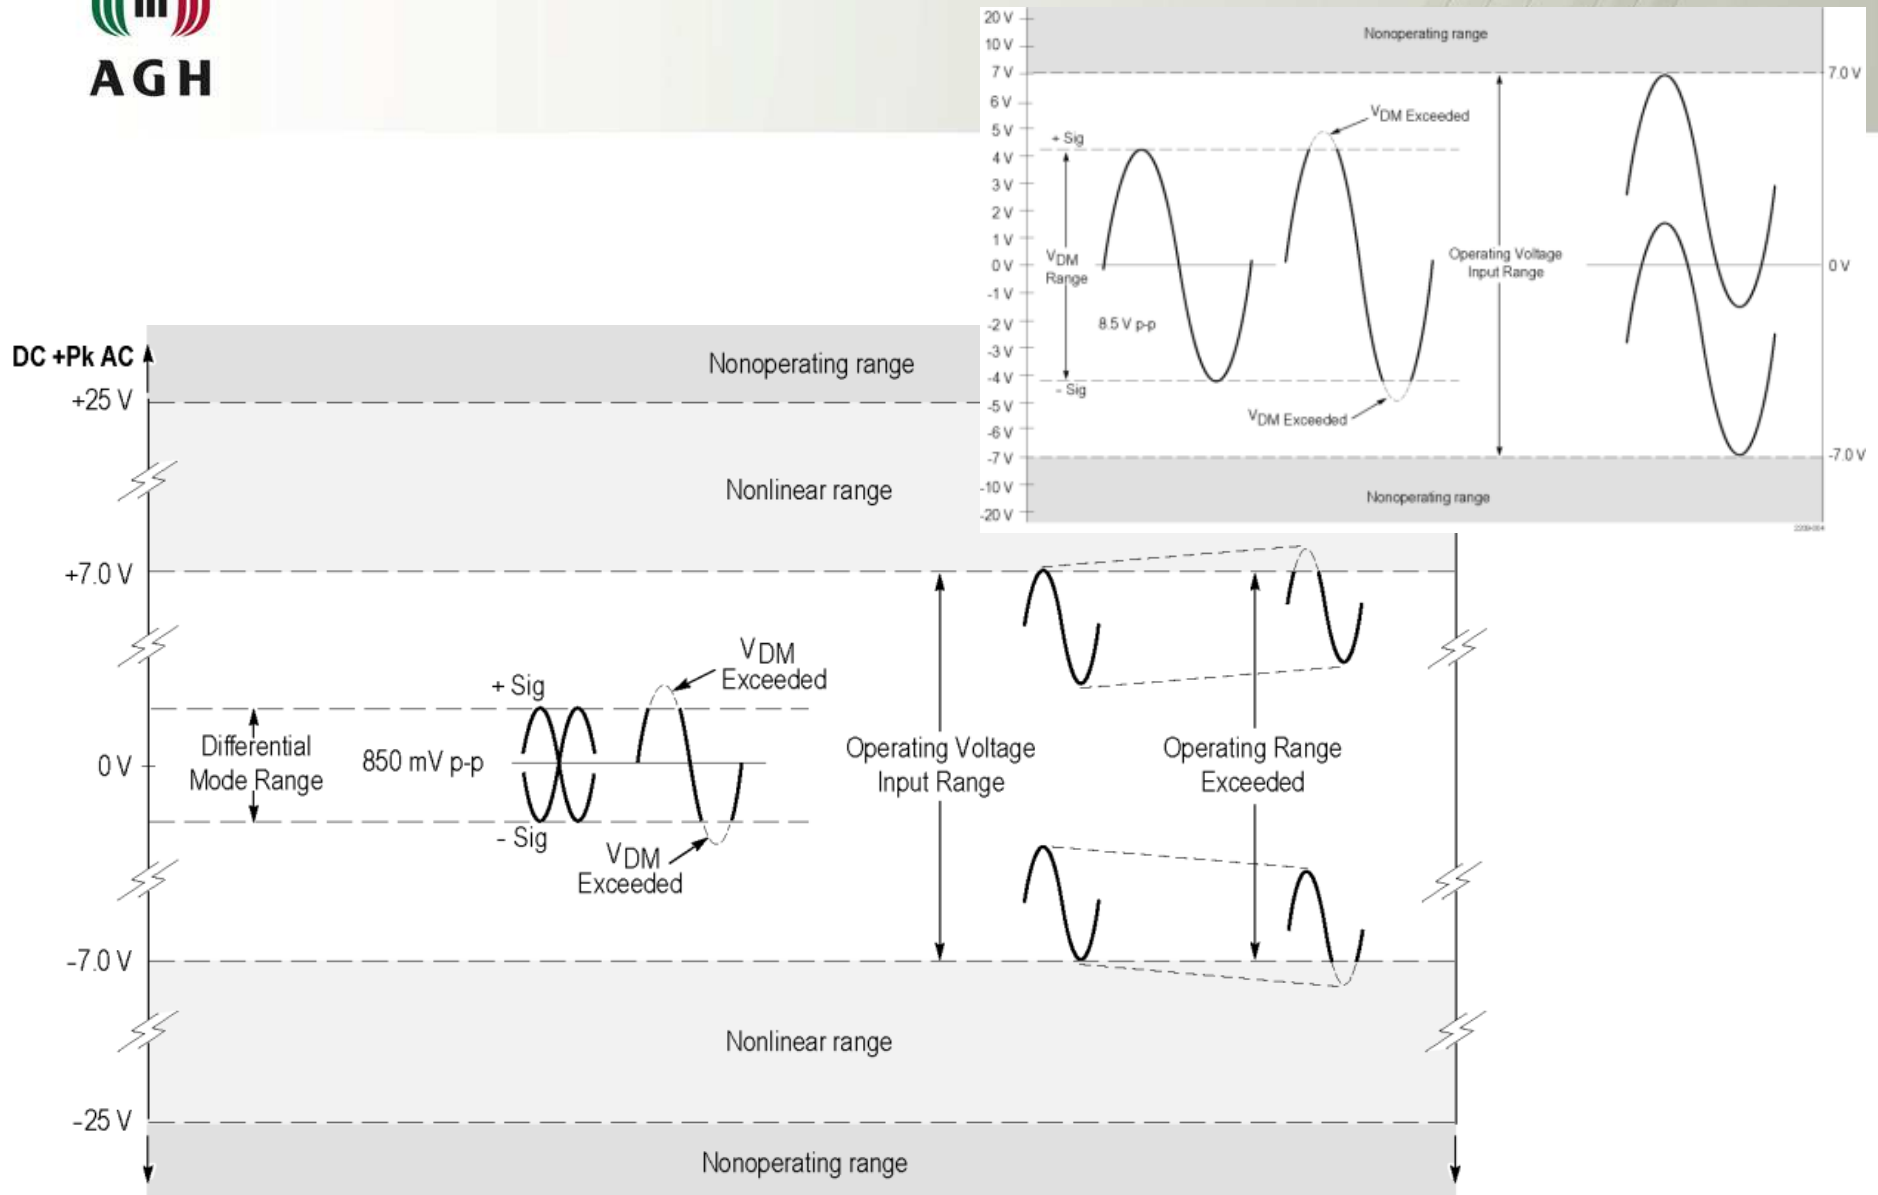 AGH
20 V
10 V
7 V
6 V
5 V
4 V
3 V
2 V
1 V
0 V
-1 V
-2 V
-3 V
-4 V
-5 V
-6 V
-7 V
-10 V
-20 V
Nonoperating range
7.0 V
VDM Exceeded
+ Sig
VDM
Range
8.5 V p-p
- Sig
VDM Exceeded
Operating Voltage
Input Range
0 V
-7.0 V
Nonoperating range
DC +Pk AC
+25 V
+7.0 V
0 V
-7.0 V
-25 V
Nonoperating range
Nonlinear range
VDM
Exceeded
+ Sig
Differential
Mode Range
850 mV p-p
- Sig
VDM
Exceeded
Operating Voltage
Input Range
Operating Range
Exceeded
Nonlinear range
Nonoperating range